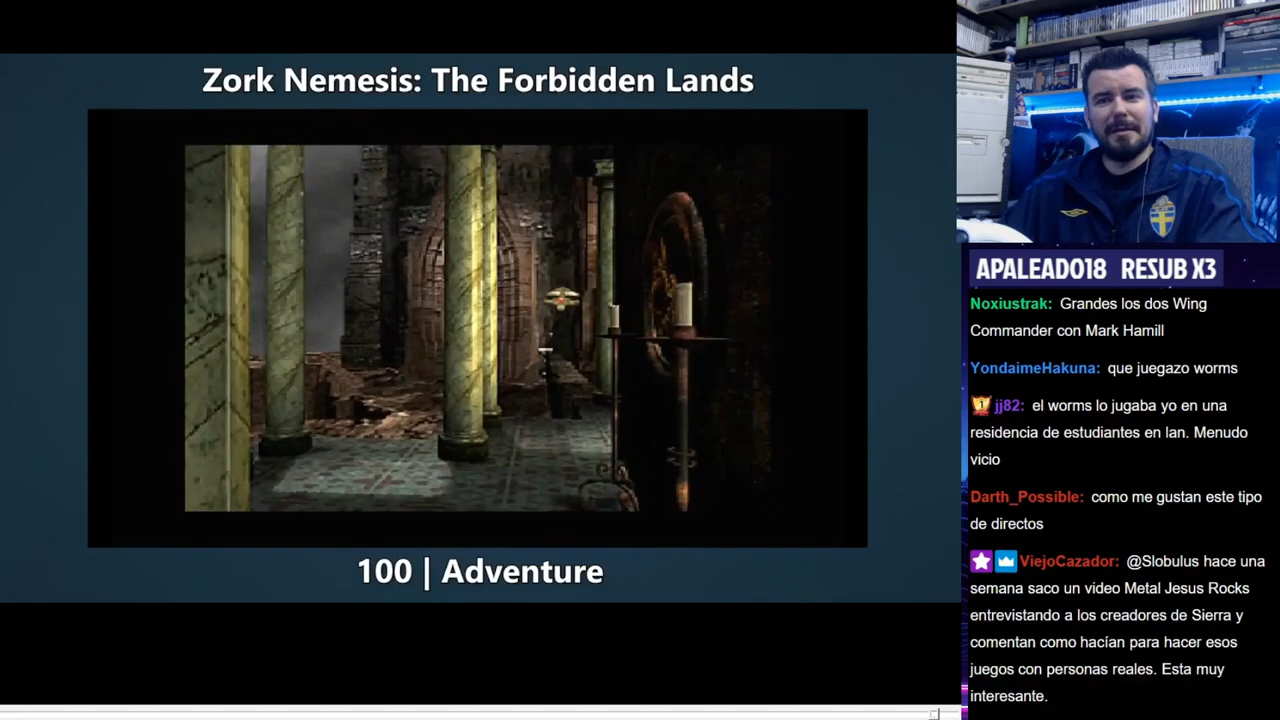 Zork Nemesis: The Forbidden Lands
100 | Adventure
APALEADO18 RESUB X3
Noxiustrak: Grandes los dos Wing
Commander con Mark Hamill
YondaimeHakuna: que juegazo worms
jj82: el worms lo jugaba yo en una
residencia de estudiantes en lan. Menudo
vicio
Darth_Possible: como me gustan este tipo
de directos
ViejoCazador: @Slobulus hace una
semana saco un video Metal Jesus Rocks
entrevistando a los creadores de Sierra y
comentan como hacían para hacer esos
juegos con personas reales. Esta muy
interesante.